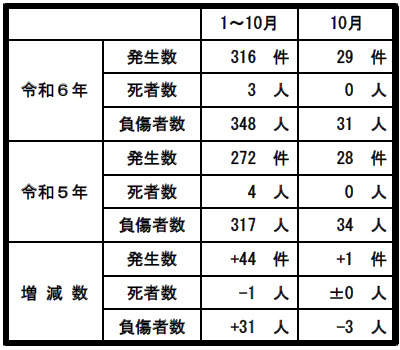 1～10月 10月
令和６年 発生数 316 件 29 件
死者数 3 人 0 人
負傷者数 348 人 31 人
令和５年 発生数 272 件 28 件
死者数 4 人 0 人
負傷者数 317 人 34 人
増 減 数 発生数 +44 件 +1 件
死者数 -1 人 ±0 人
負傷者数 +31 人 -3 人